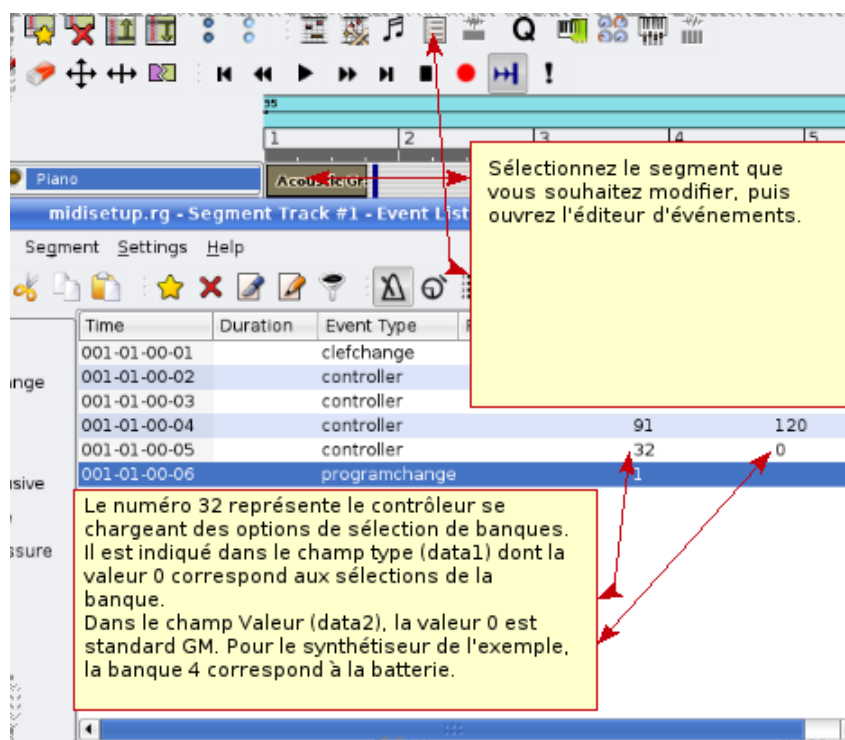 Q
!
35
1 2 3 4 5
Piano
Acoustic Gr
Sélectionnez le segment que
vous souhaitez modifier, puis
ouvrez l'éditeur d'événements.
midisetup.rg - Segment Track #1 - Event List
Segment Settings Help
Time Duration Event Type
001-01-00-01 clefchange
001-01-00-02 controller
001-01-00-03 controller
001-01-00-04 controller 91 120
001-01-00-05 controller 32 0
001-01-00-06 programchange 1
nge
sive
ssure
Le numéro 32 représente le contrôleur se
chargeant des options de sélection de banques.
Il est indiqué dans le champ type (data1) dont la
valeur 0 correspond aux sélections de la
banque.
Dans le champ Valeur (data2), la valeur 0 est
standard GM. Pour le synthétiseur de l'exemple,
la banque 4 correspond à la batterie.